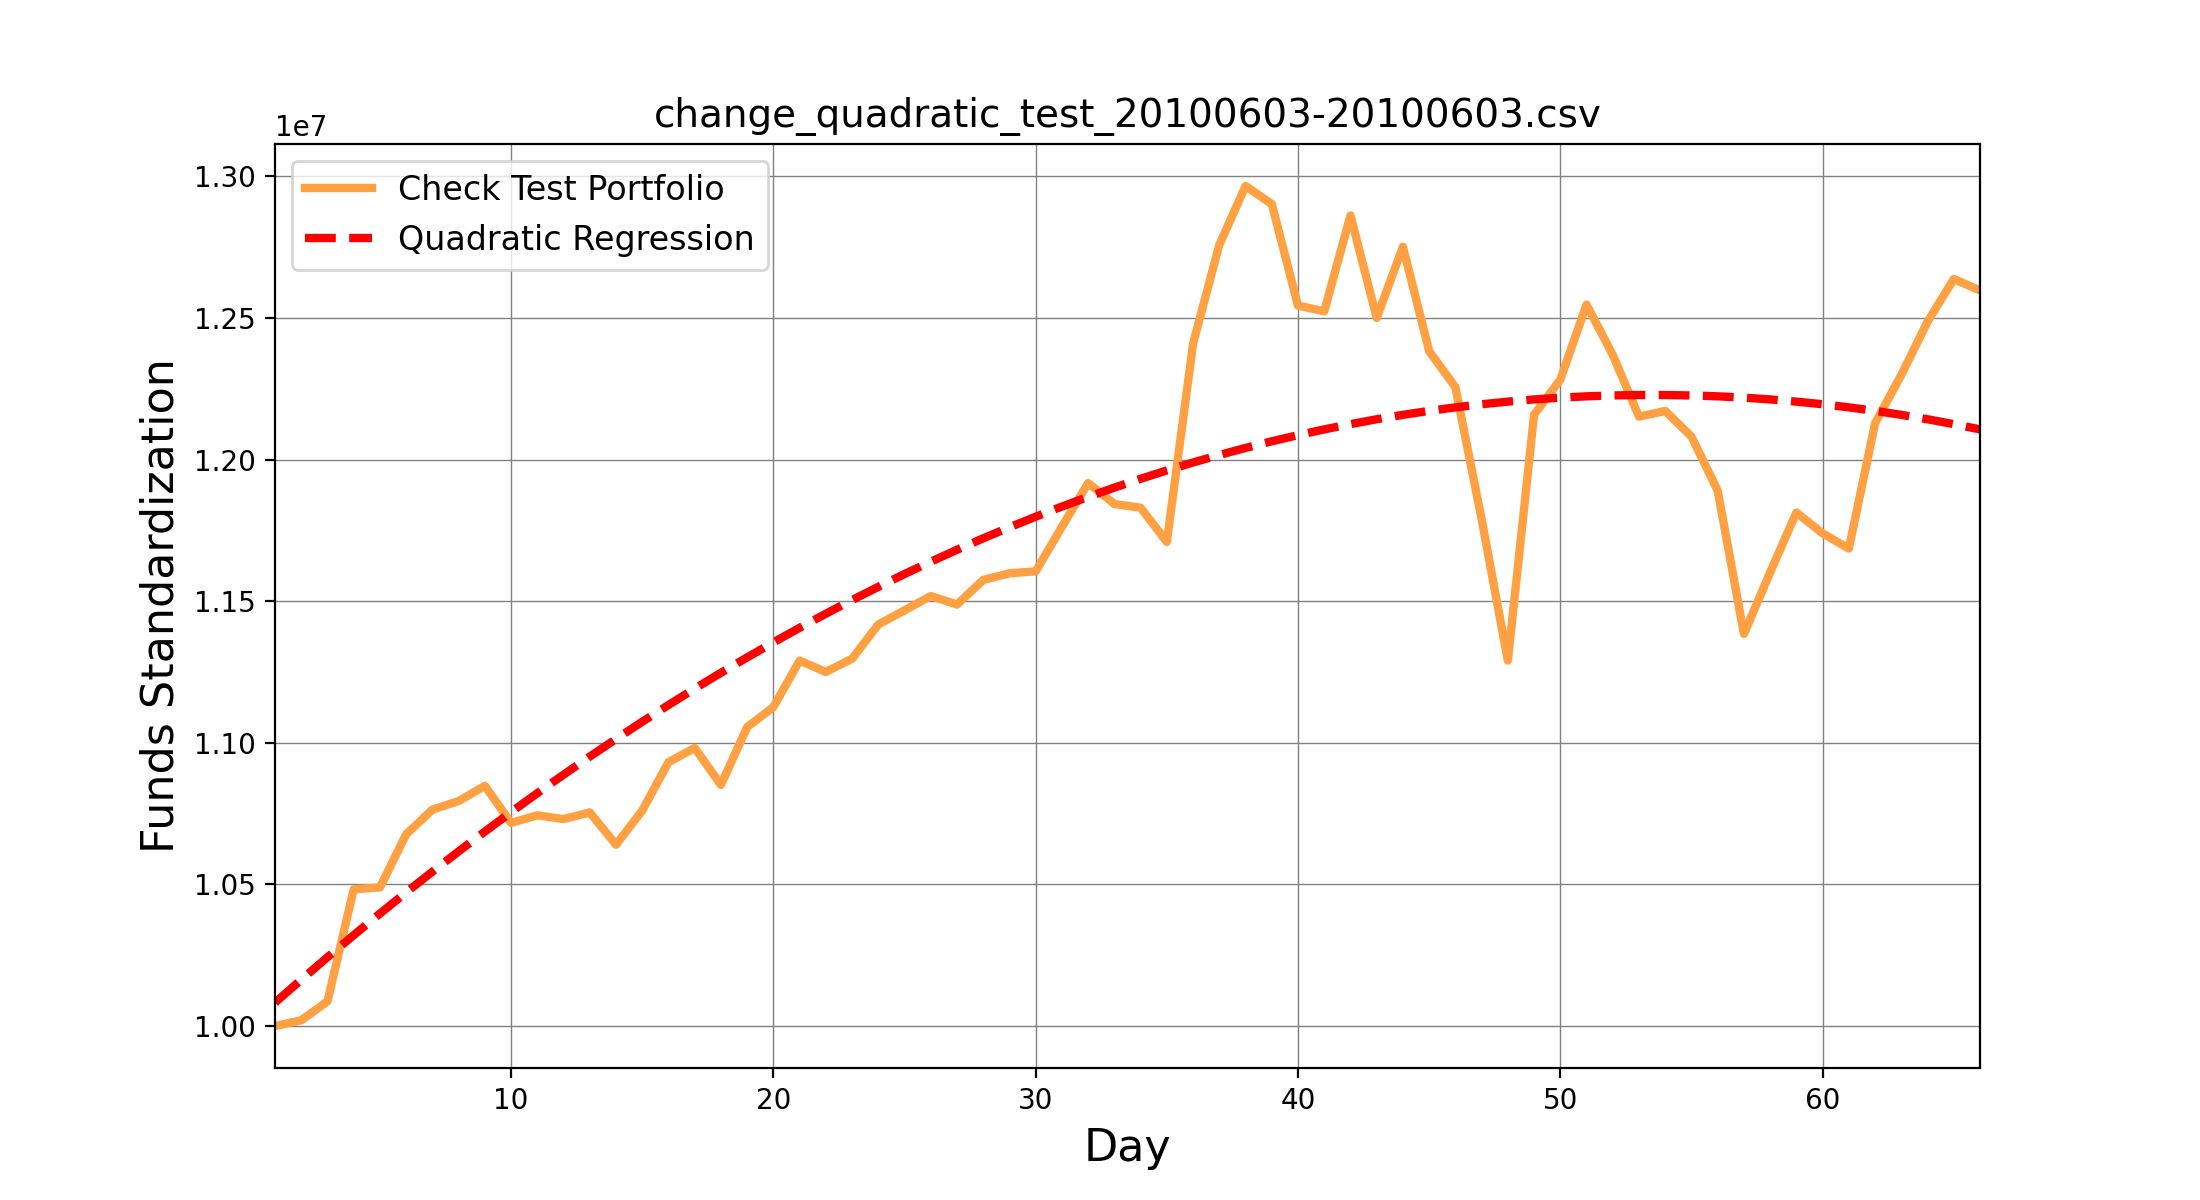 change_quadratic_test_20100603-20100603.csv
1e7
Check Test Portfolio
Quadratic Regression
1.30
1.25
1.20
1.15
1.10
1.05
1.00
Funds Standardization
10 20 30 40 50 60
Day